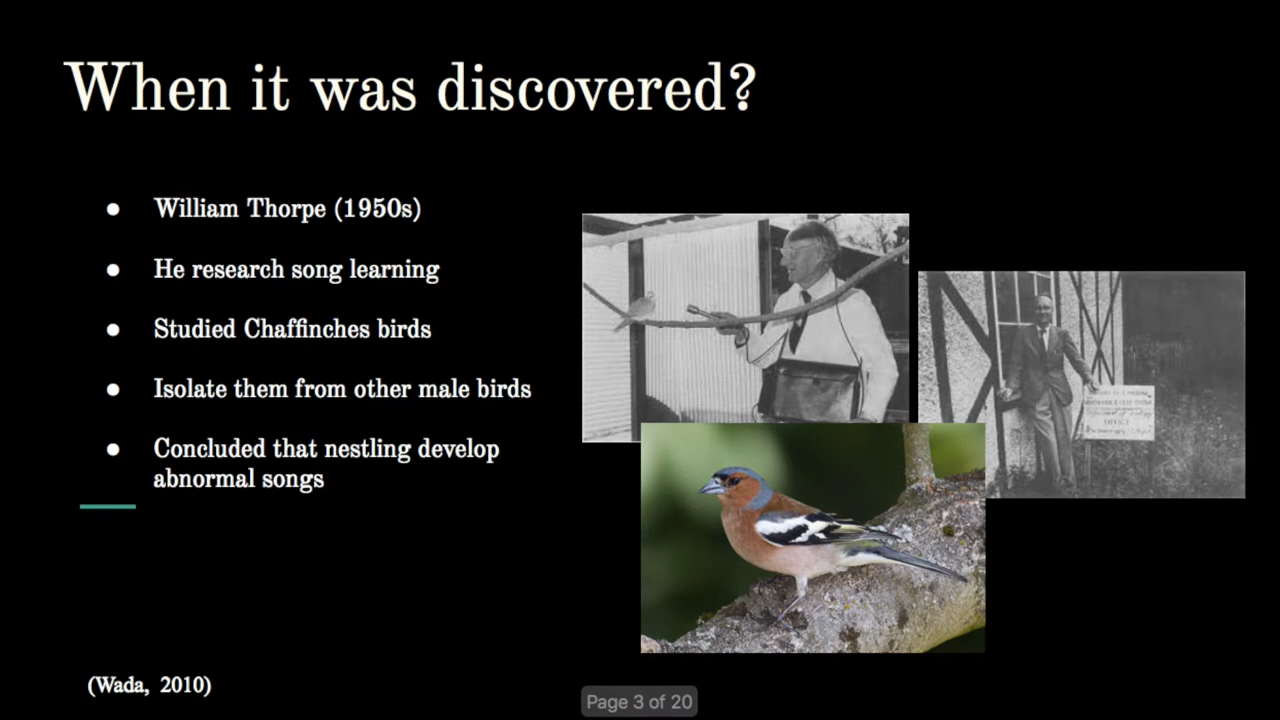 When it was discovered?
● William Thorpe (1950s)
● He research song learning
● Studied Chaffinches birds
● Isolate them from other male birds
● Concluded that nestling develop
abnormal songs
OFFICE
(Wada, 2010)
Page 3 of 20